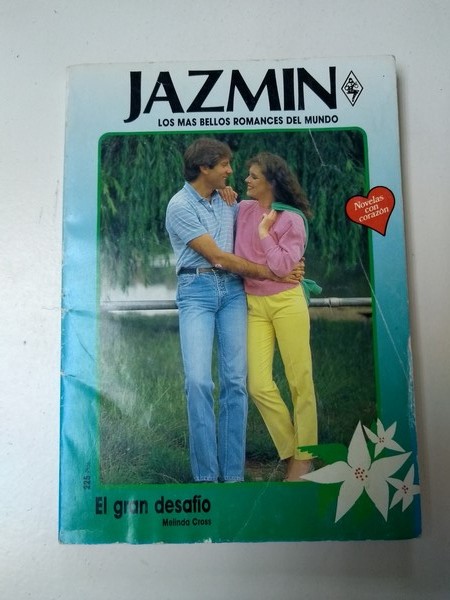 JAZMIN
LOS MAS BELLOS ROMANCES DEL MUNDO
Novelas
con
corazón
El gran desafío
Melinda Cross